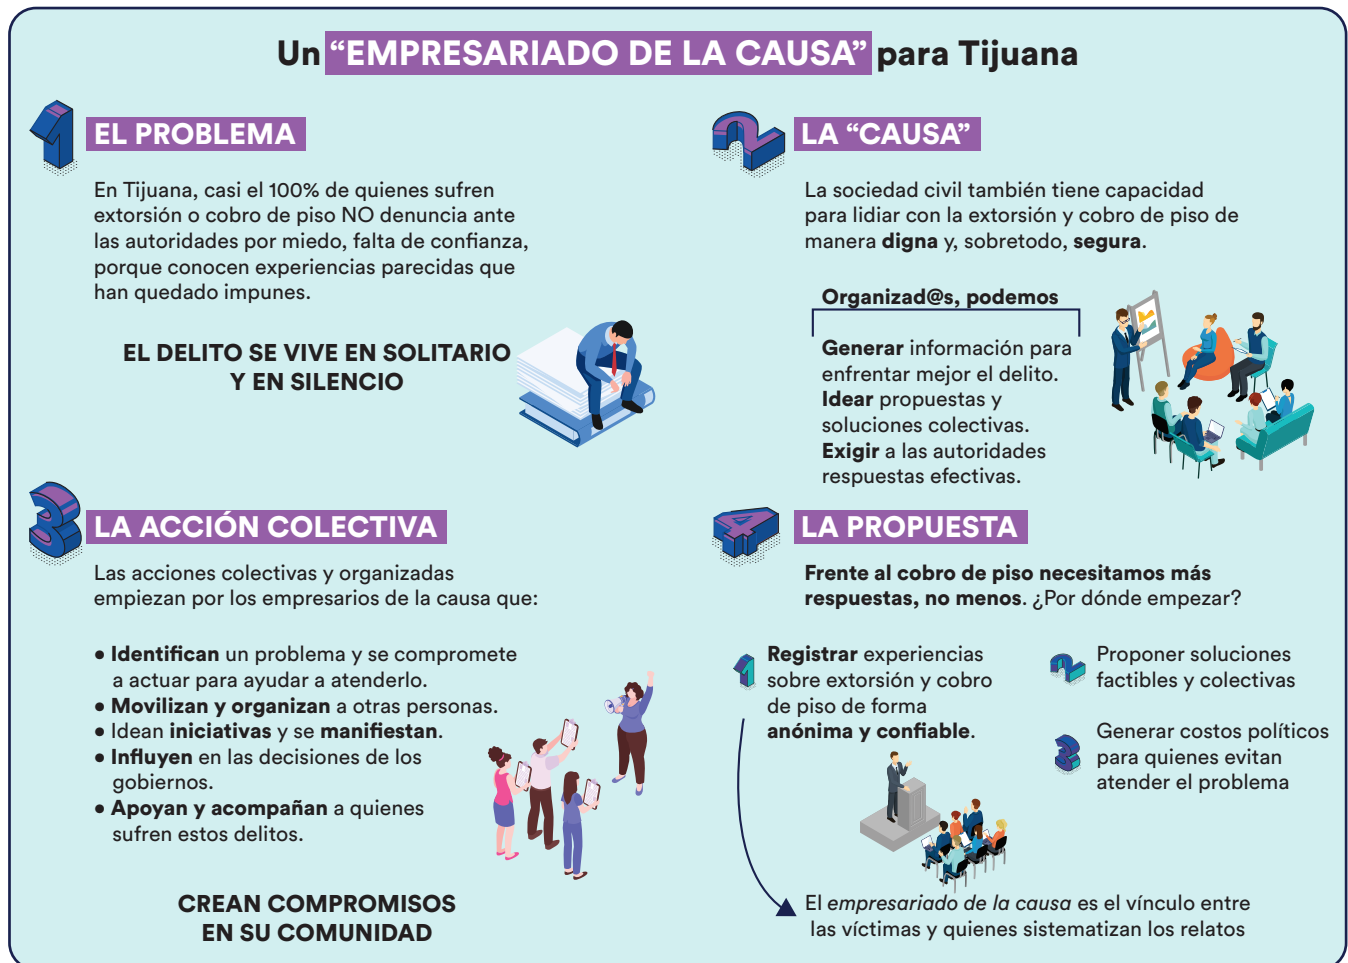 Un “EMPRESARIADO DE LA CAUSA” para Tijuana
1 EL PROBLEMA
En Tijuana, casi el 100% de quienes sufren
extorsión o cobro de piso NO denuncia ante
las autoridades por miedo, falta de confianza,
porque conocen experiencias parecidas que
han quedado impunes.
EL DELITO SE VIVE EN SOLITARIO
Y EN SILENCIO
2 LA “CAUSA”
La sociedad civil también tiene capacidad
para lidiar con la extorsión y cobro de piso de
manera digna y, sobretodo, segura.
Organizad@s, podemos
Generar información para
enfrentar mejor el delito.
Idear propuestas y
soluciones colectivas.
Exigir a las autoridades
respuestas efectivas.
3 LA ACCIÓN COLECTIVA
Las acciones colectivas y organizadas
empiezan por los empresarios de la causa que:
• Identifican un problema y se compromete
a actuar para ayudar a atenderlo.
• Movilizan y organizan a otras personas.
• Idean iniciativas y se manifiestan.
• Influyen en las decisiones de los
gobiernos.
• Apoyan y acompañan a quienes
sufren estos delitos.
CREAN COMPROMISOS
EN SU COMUNIDAD
4 LA PROPUESTA
Frente al cobro de piso necesitamos más
respuestas, no menos. ¿Por dónde empezar?
1 Registrar experiencias
sobre extorsión y cobro
de piso de forma
anónima y confiable.
2 Proponer soluciones
factibles y colectivas
3 Generar costos políticos
para quienes evitan
atender el problema
El empresariado de la causa es el vínculo entre
las víctimas y quienes sistematizan los relatos